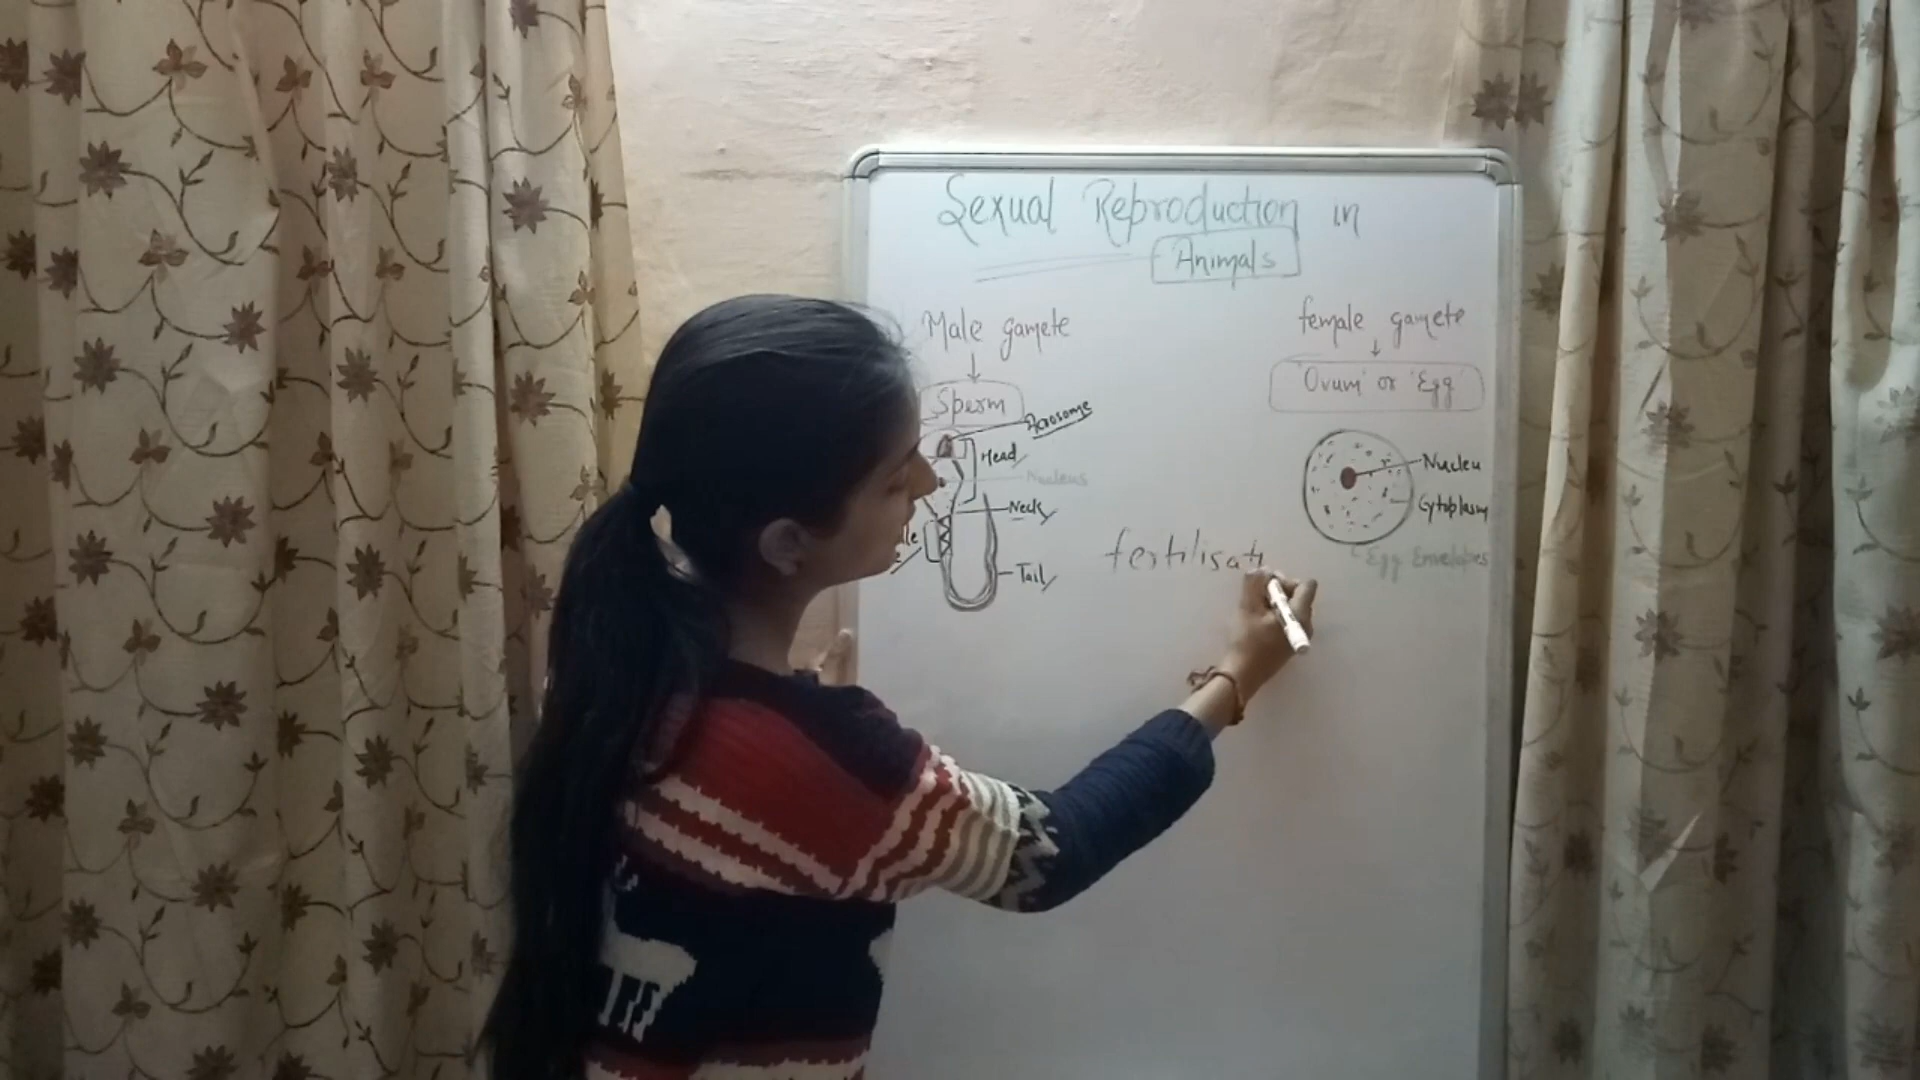 Sexual Reproduction in
Animals
Male gamete
female gamete
Sperm
'Ovum' or 'Egg'
Acrosome
Head
Nucleus
Neck
Tail
Nucleu
Cytoplasm
Egg Envelopes
fertilisat